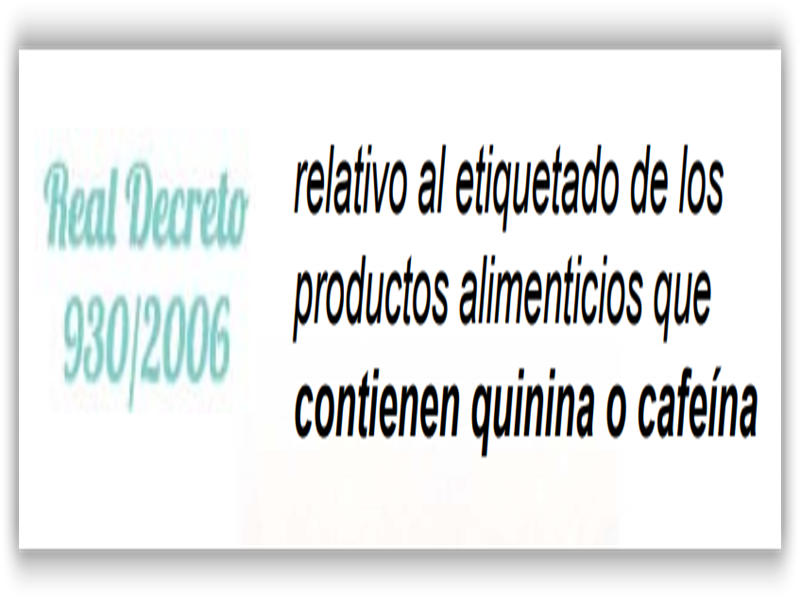 Real Decreto
930/2006
relativo al etiquetado de los
productos alimenticios que
contienen quinina o cafeína